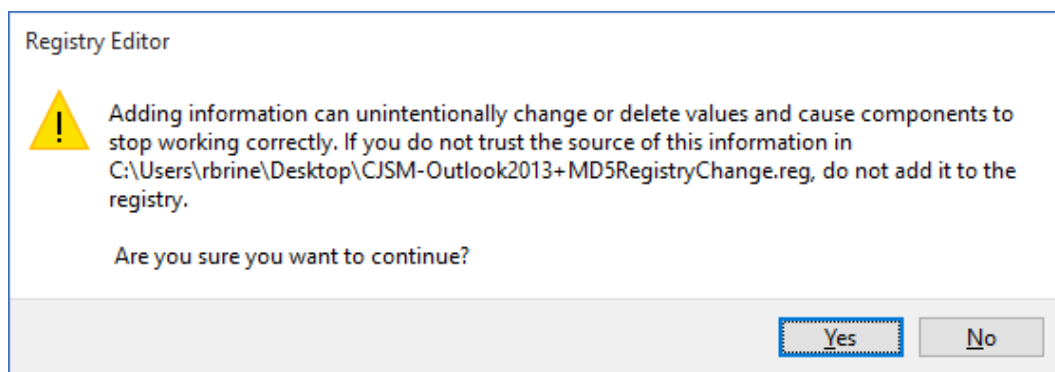 Registry Editor
Adding information can unintentionally change or delete values and cause components to
stop working correctly. If you do not trust the source of this information in
C:\Users\rbrine\Desktop\CJSM-Outlook2013+MD5RegistryChange.reg, do not add it to the
registry.
Are you sure you want to continue?
Yes
No